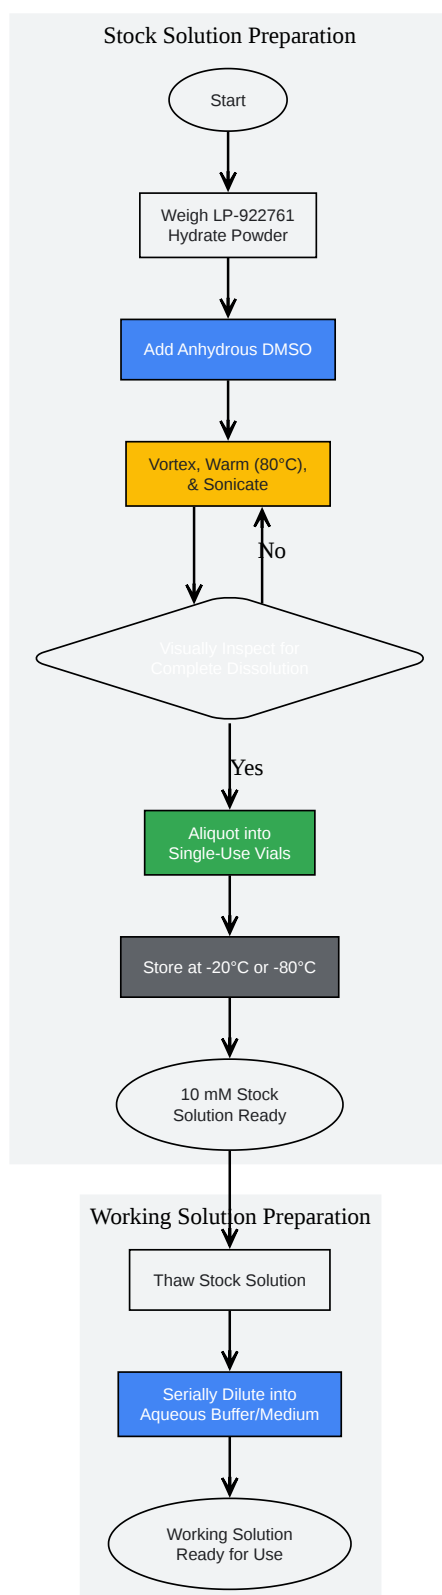 Stock Solution Preparation
Start
Weigh LP-922761
Hydrate Powder
Add Anhydrous DMSO
Vortex, Warm (80°C),
& Sonicate
No
Visually Inspect for
Complete Dissolution
Yes
Aliquot into
Single-Use Vials
Store at -20°C or -80°C
10 mM Stock
Solution Ready
Working Solution Preparation
Thaw Stock Solution
Serially Dilute into
Aqueous Buffer/Medium
Working Solution
Ready for Use